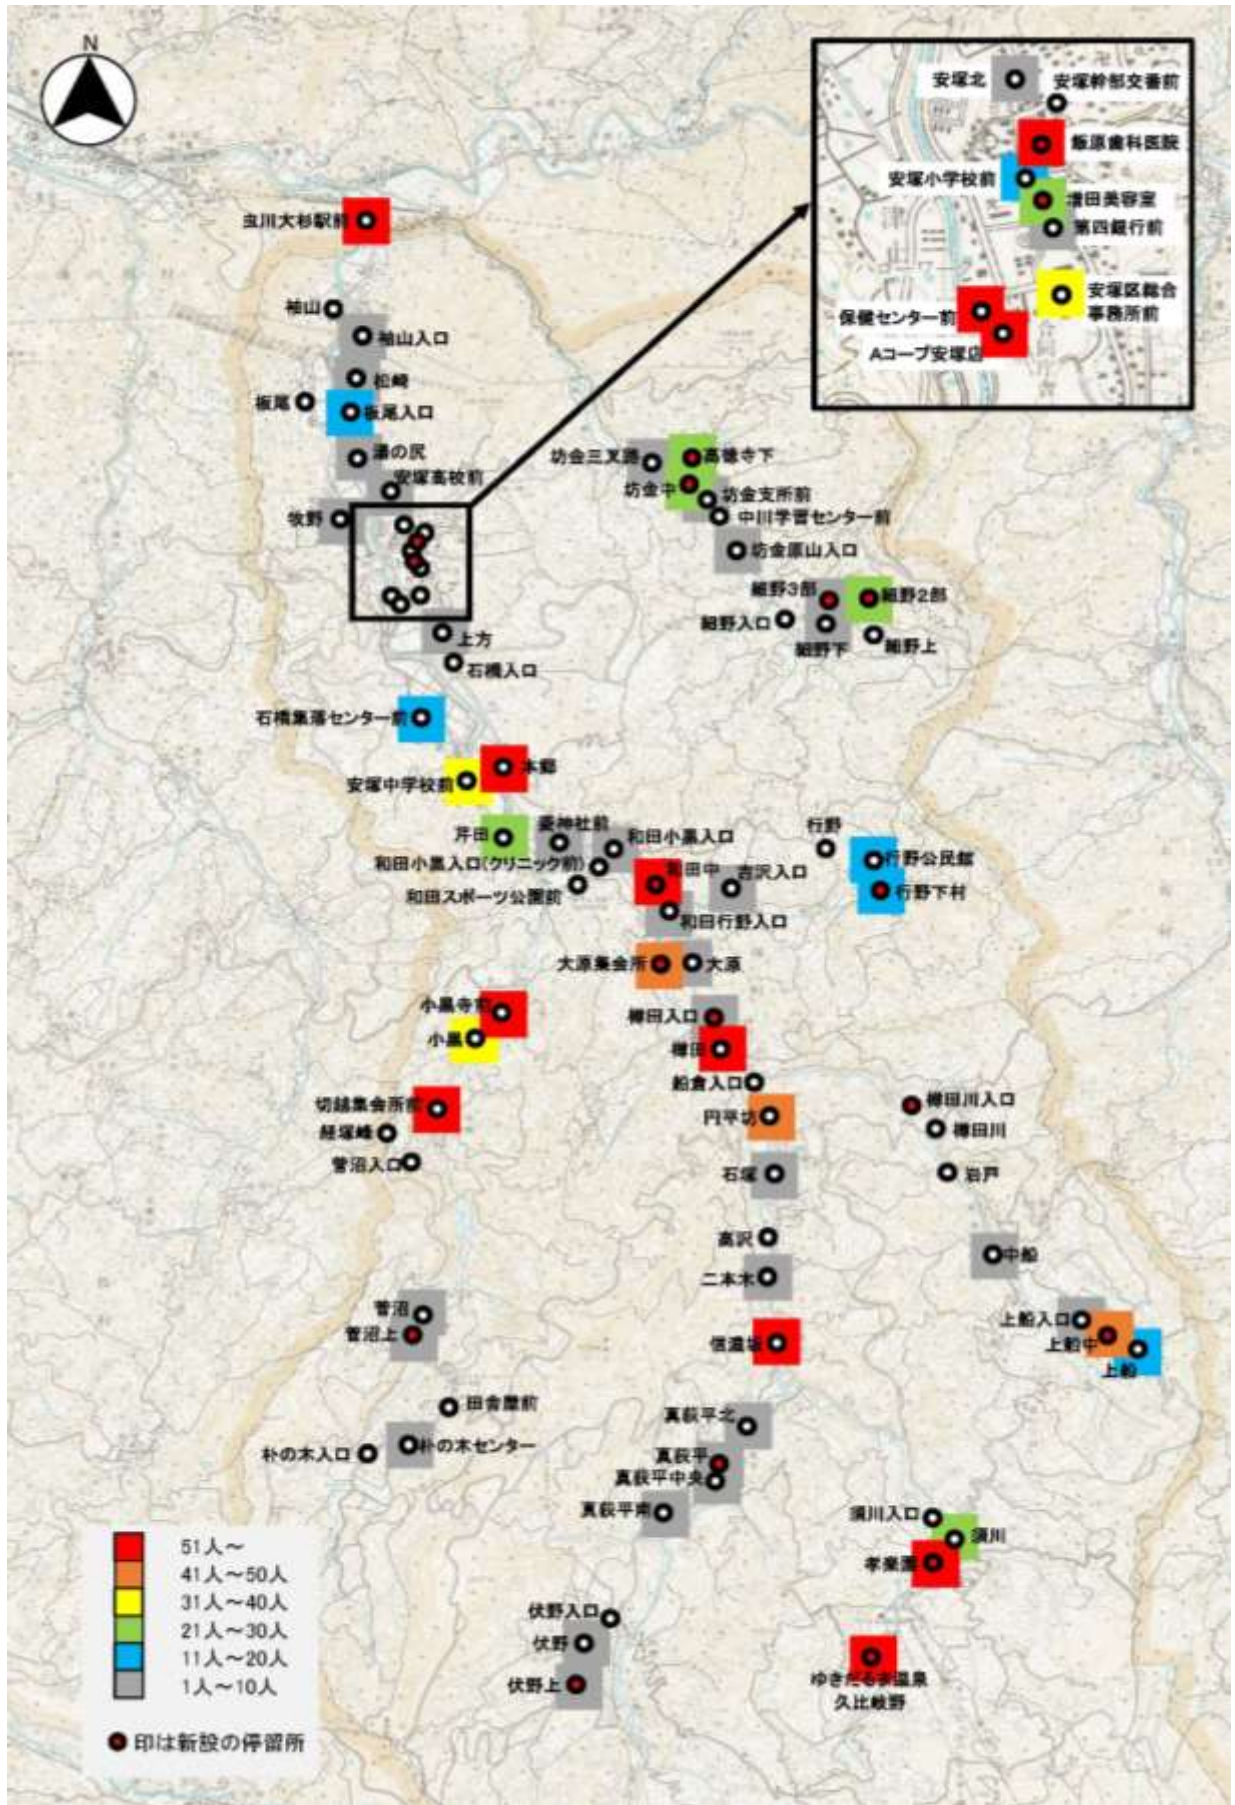 N
安塚北
安塚幹部交番前
飯原歯科医院
安塚小学校前
増田美容室
第四銀行前
安塚区総合
事務所前
保健センター前
Aコープ安塚店
虫川大杉駅前
袖山
袖山入口
松崎
板尾
板尾入口
湯の尻
安塚高校前
牧野
坊金三叉路
高徳寺下
坊金中
坊金支所前
中川学習センター前
坊金原山入口
細野3部
細野2部
細野入口
細野下
細野上
上方
石橋入口
石橋集落センター前
本郷
安塚中学校前
芹田
菱神社前
和田小黒入口
和田小黒入口(クリニック前)
和田スポーツ公園前
和田中
吉沢入口
和田行野入口
行野
行野公民館
行野下村
大原集会所
大原
小黒寺前
小黒
樽田入口
樽田
船倉入口
円平坊
切越集会所前
経塚峰
菅沼入口
樽田川入口
樽田川
岩戸
石塚
高沢
二本木
中船
菅沼
菅沼上
信濃坂
上船入口
上船中
上船
田舎屋前
朴の木入口
朴の木センター
真荻平北
真荻平
真荻平中央
真荻平南
須川入口
須川
孝楽園
伏野入口
伏野
伏野上
ゆきだるま温泉
久比岐野
51人～
41人～50人
31人～40人
21人～30人
11人～20人
1人～10人
印は新設の停留所